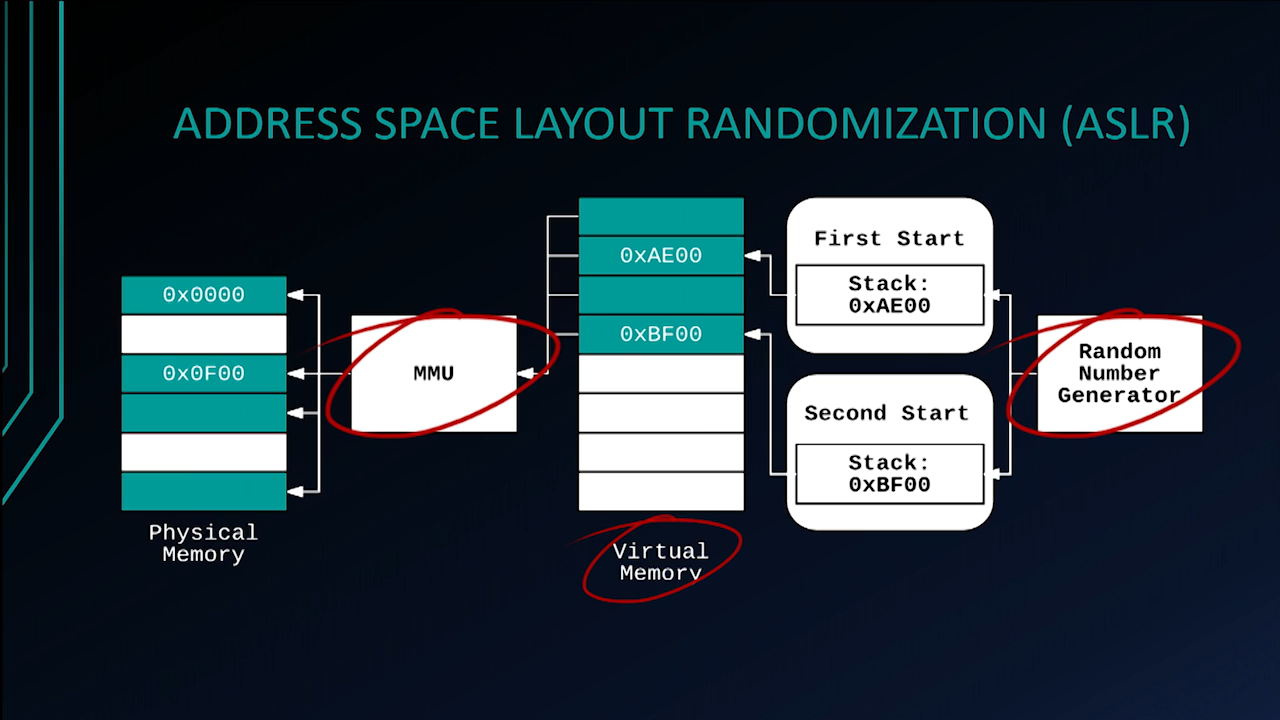 ADDRESS SPACE LAYOUT RANDOMIZATION (ASLR)
0x0000
0x0F00
Physical
Memory
MMU
0xAE00
0xBF00
Virtual
Memory
First Start
Stack:
0xAE00
Second Start
Stack:
0xBF00
Random
Number
Generator